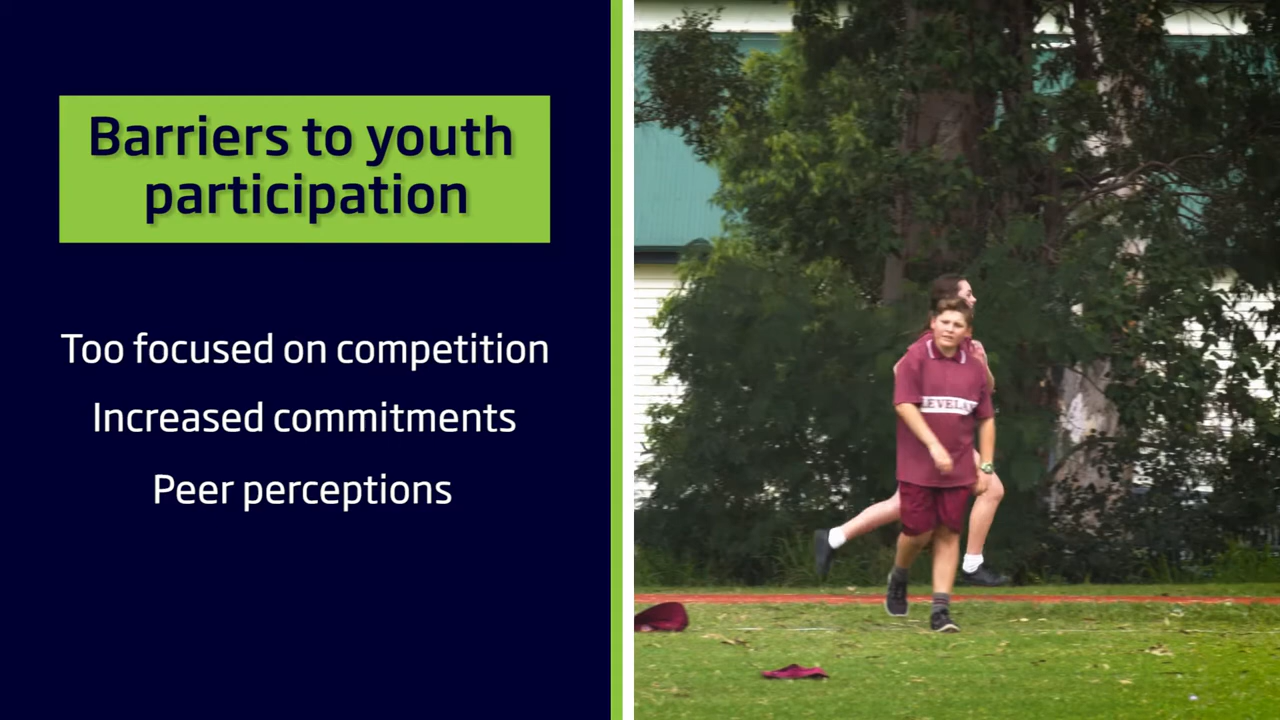 Barriers to youth
participation
Too focused on competition
Increased commitments
Peer perceptions